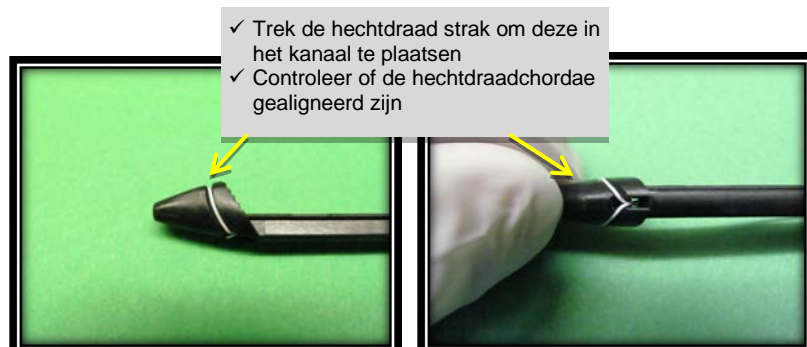 ✓ Trek de hechtdraad strak om deze in
het kanaal te plaatsen
✓ Controleer of de hechtdraadchordae
gealigneerd zijn